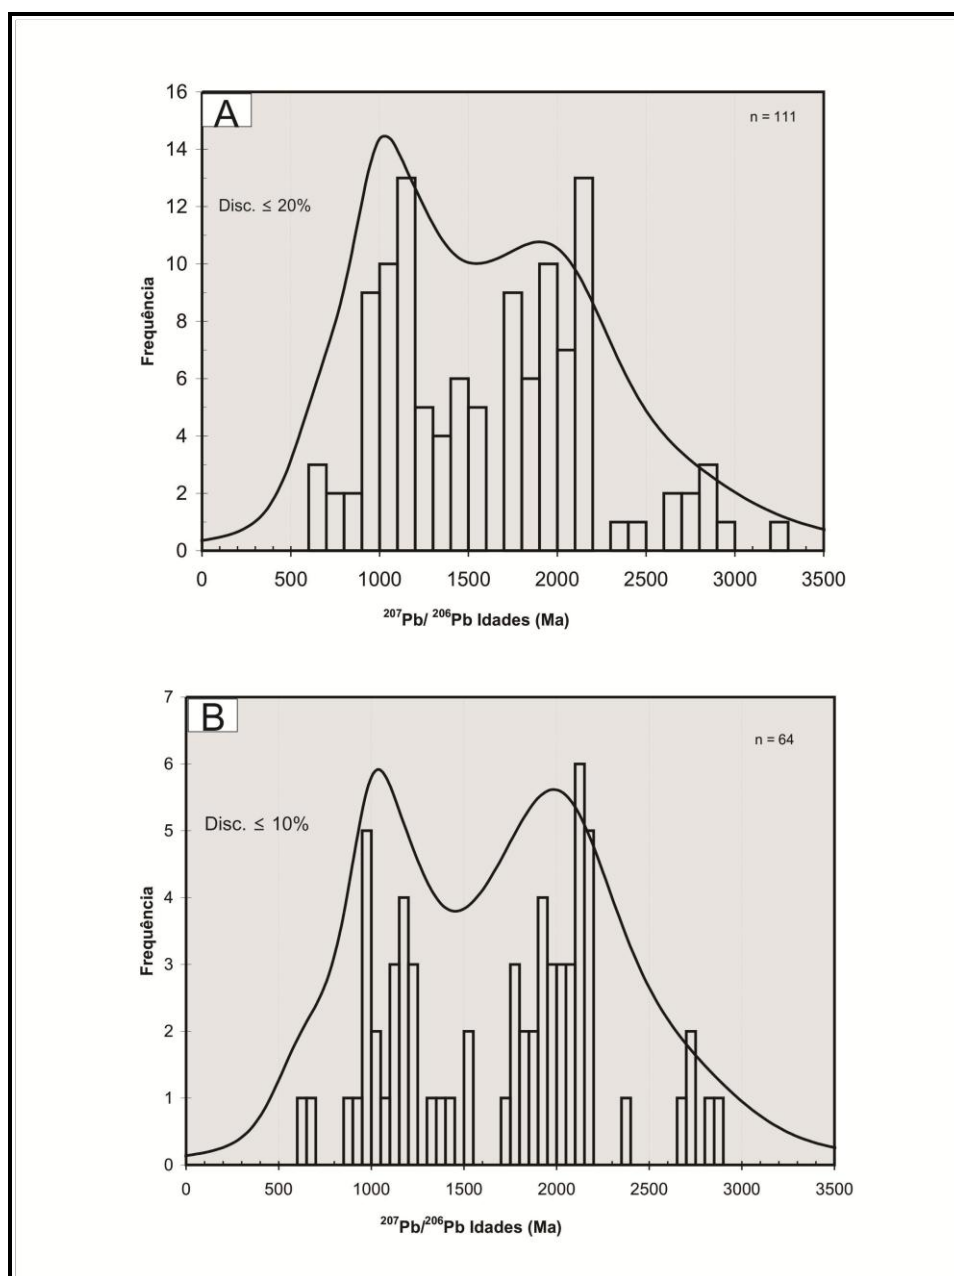 A
n = 111
Disc. ≤ 20%
Frequência
16
14
12
10
8
6
4
2
0
0 500 1000 1500 2000 2500 3000 3500
207Pb/ 206Pb Idades (Ma)
B
n = 64
Disc. ≤ 10%
Frequência
7
6
5
4
3
2
1
0
0 500 1000 1500 2000 2500 3000 3500
207Pb/206Pb Idades (Ma)